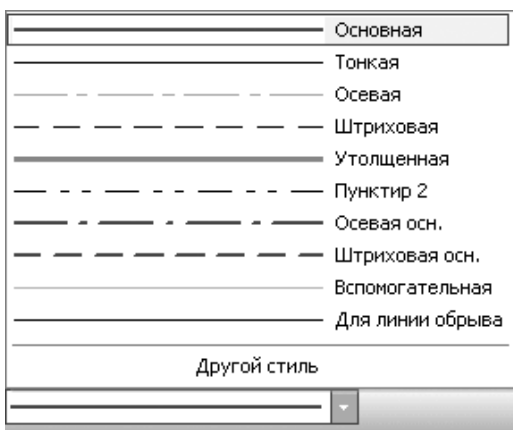 Основная
Тонкая
Осевая
Штриховая
Утолщенная
Пунктир 2
Осевая осн.
Штриховая осн.
Вспомогательная
Для линии обрыва
Другой стиль